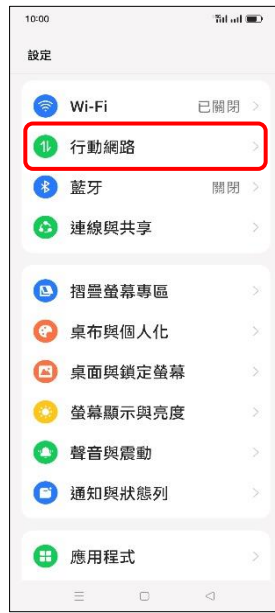 10:00
設定
Wi-Fi 已關閉
行動網路
藍牙 關閉
連線與共享
摺疊螢幕專區
桌布與個人化
桌面與鎖定螢幕
螢幕顯示與亮度
聲音與震動
通知與狀態列
應用程式